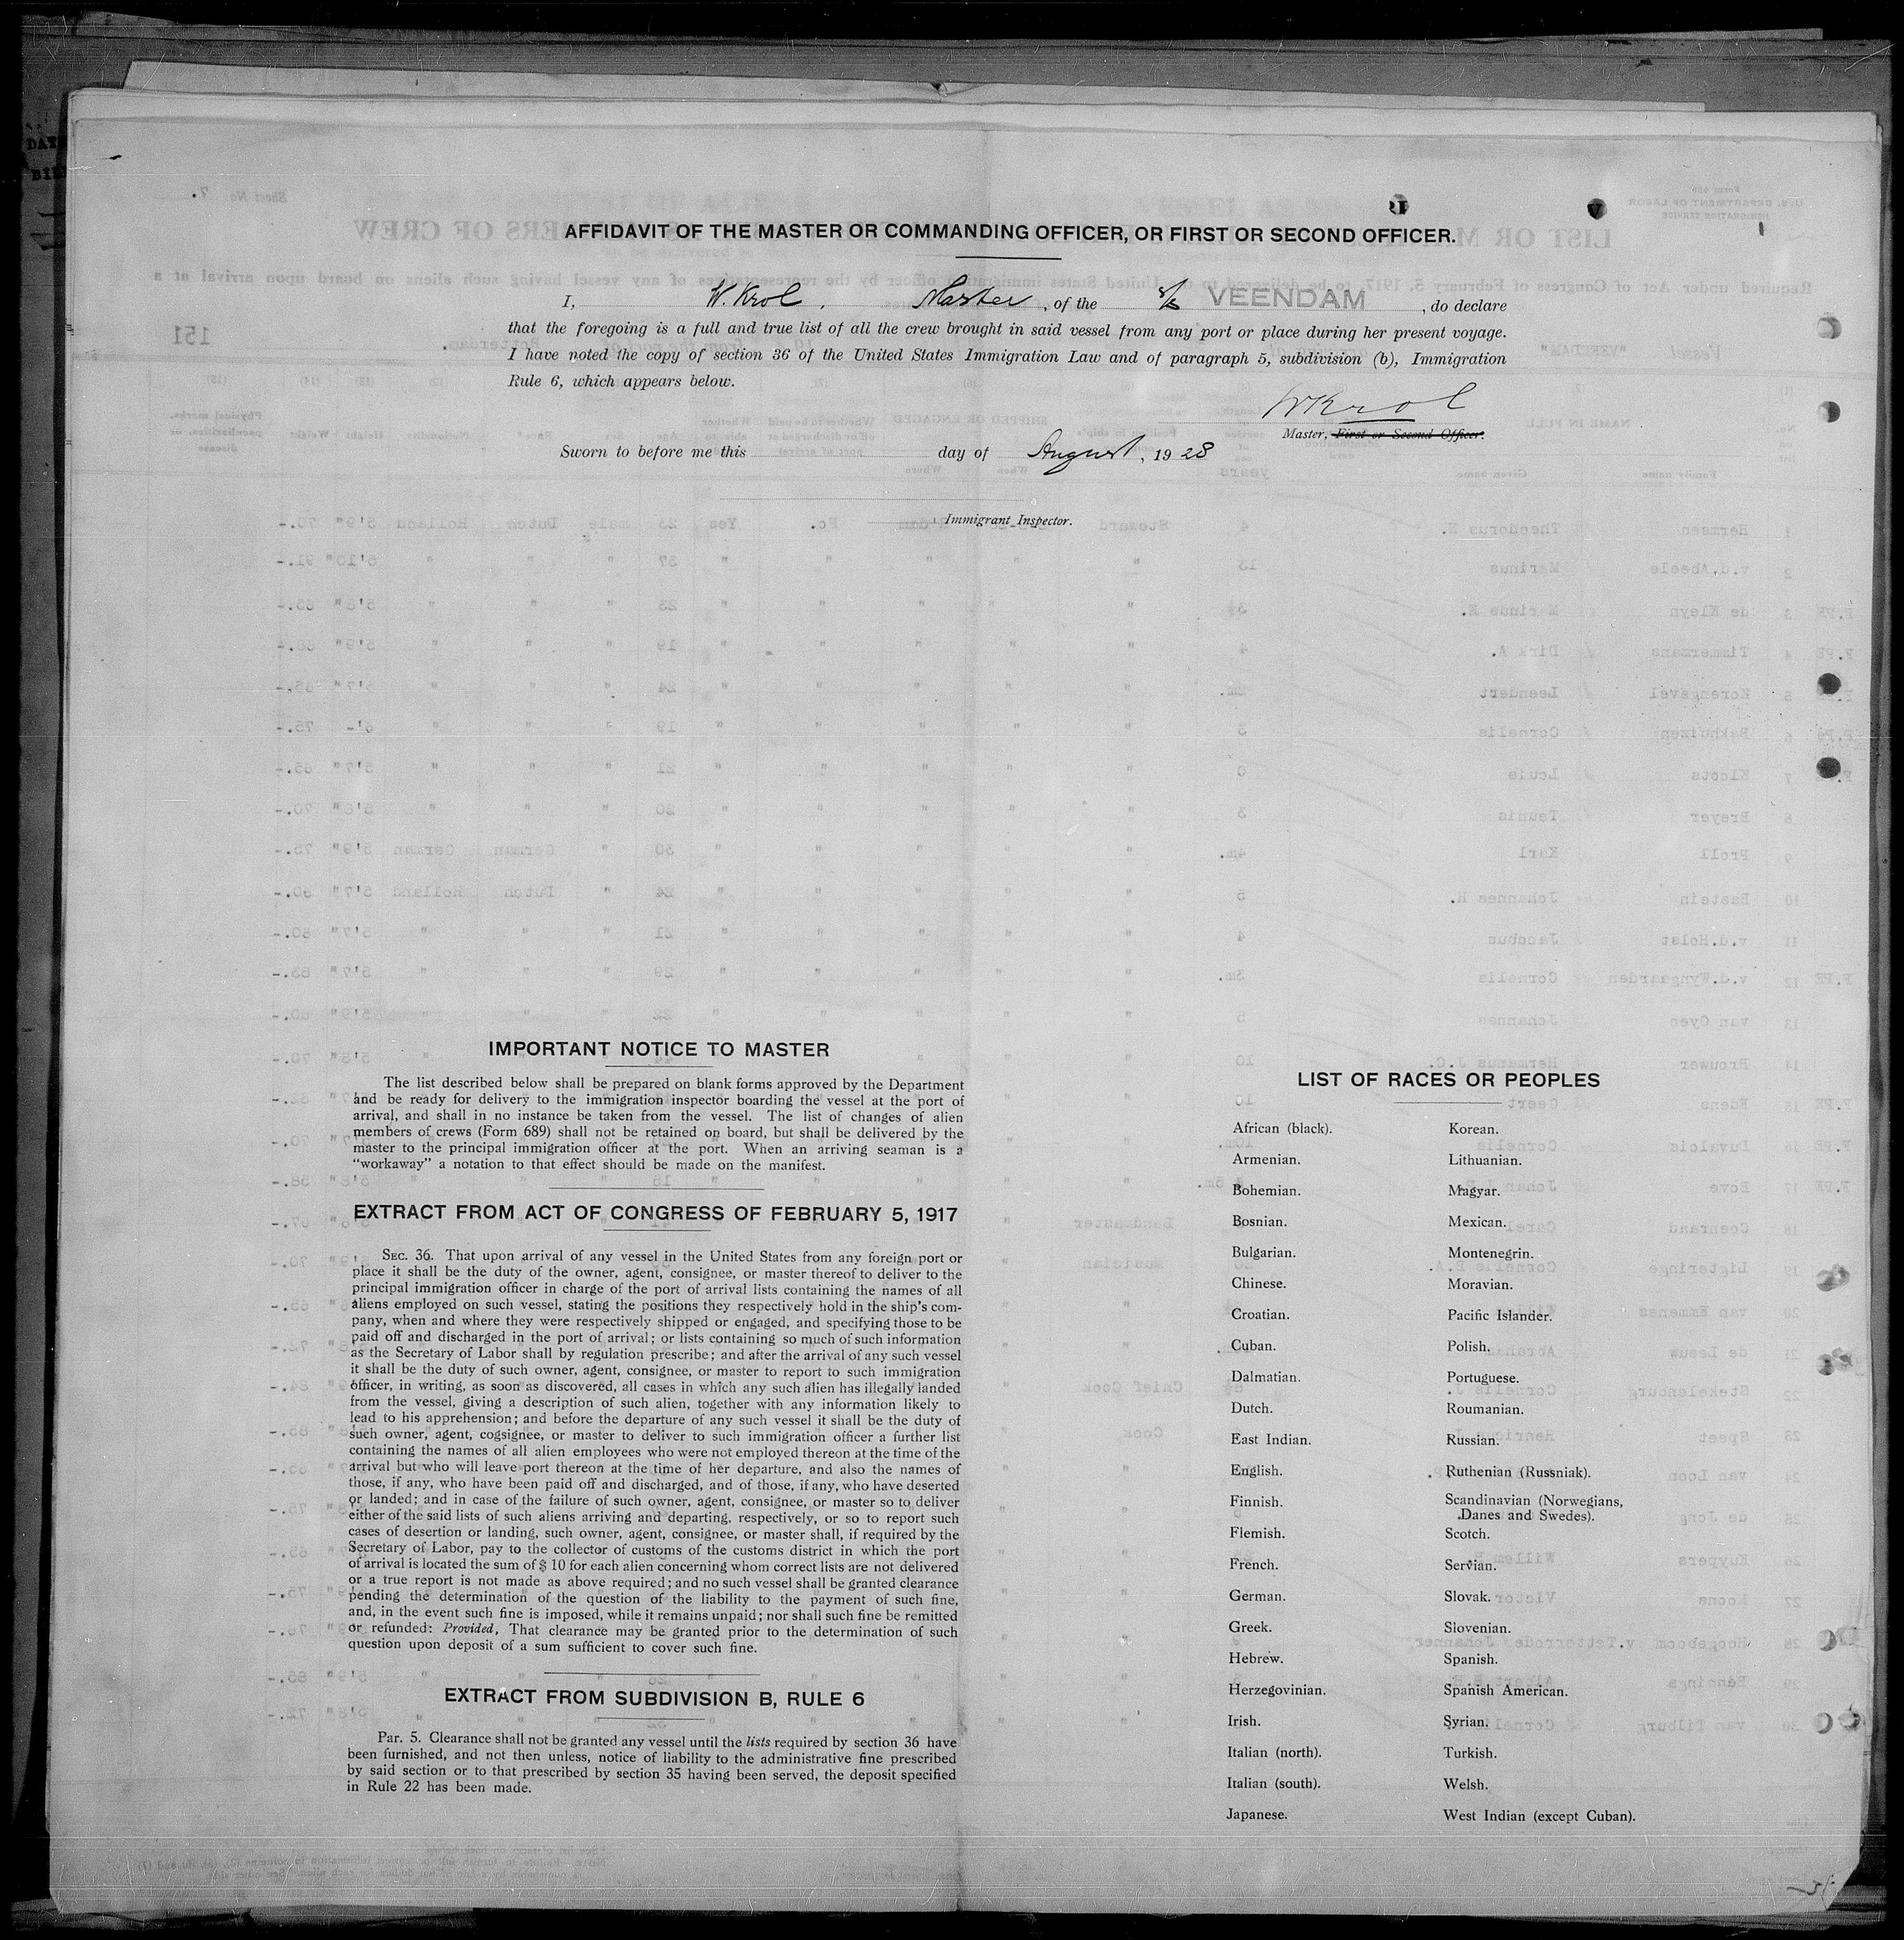 AFFIDAVIT OF THE MASTER OR COMMANDING OFFICER, OR FIRST OR SECOND OFFICER.
I, W. Krol, Master, of the S/S VEENDAM, do declare
that the foregoing is a full and true list of all the crew brought in said vessel from any port or place during her present voyage.
I have noted the copy of section 36 of the United States Immigration Law and of paragraph 5, subdivision (b), Immigration
Rule 6, which appears below.
WKrol
Master, First or Second Officer.
Sworn to before me this day of August, 1928
Immigrant Inspector.
IMPORTANT NOTICE TO MASTER
The list described below shall be prepared on blank forms approved by the Department
and be ready for delivery to the immigration inspector boarding the vessel at the port of
arrival, and shall in no instance be taken from the vessel. The list of changes of alien
members of crews (Form 689) shall not be retained on board, but shall be delivered by the
master to the principal immigration officer at the port. When an arriving seaman is a
“workaway” a notation to that effect should be made on the manifest.
EXTRACT FROM ACT OF CONGRESS OF FEBRUARY 5, 1917
SEC. 36. That upon arrival of any vessel in the United States from any foreign port or
place it shall be the duty of the owner, agent, consignee, or master thereof to deliver to the
principal immigration officer in charge of the port of arrival lists containing the names of all
aliens employed on such vessel, stating the positions they respectively hold in the ship's com-
pany, when and where they were respectively shipped or engaged, and specifying those to be
paid off and discharged in the port of arrival; or lists containing so much of such information
as the Secretary of Labor shall by regulation prescribe; and after the arrival of any such vessel
it shall be the duty of such owner, agent, consignee, or master to report to such immigration
officer, in writing, as soon as discovered, all cases in which any such alien has illegally landed
from the vessel, giving a description of such alien, together with any information likely to
lead to his apprehension; and before the departure of any such vessel it shall be the duty of
such owner, agent, cogsignee, or master to deliver to such immigration officer a further list
containing the names of all alien employees who were not employed thereon at the time of the
arrival but who will leave port thereon at the time of her departure, and also the names of
those, if any, who have been paid off and discharged, and of those, if any, who have deserted
or landed; and in case of the failure of such owner, agent, consignee, or master so to deliver
either of the said lists of such aliens arriving and departing, respectively, or so to report such
cases of desertion or landing, such owner, agent, consignee, or master shall, if required by the
Secretary of Labor, pay to the collector of customs of the customs district in which the port
of arrival is located the sum of $ 10 for each alien concerning whom correct lists are not delivered
or a true report is not made as above required; and no such vessel shall be granted clearance
pending the determination of the question of the liability to the payment of such fine,
and, in the event such fine is imposed, while it remains unpaid; nor shall such fine be remitted
or refunded: Provided, That clearance may be granted prior to the determination of such
question upon deposit of a sum sufficient to cover such fine.
EXTRACT FROM SUBDIVISION B, RULE 6
Par. 5. Clearance shall not be granted any vessel until the lists required by section 36 have
been furnished, and not then unless, notice of liability to the administrative fine prescribed
by said section or to that prescribed by section 35 having been served, the deposit specified
in Rule 22 has been made.
LIST OF RACES OR PEOPLES
African (black).
Armenian.
Bohemian.
Bosnian.
Bulgarian.
Chinese.
Croatian.
Cuban.
Dalmatian.
Dutch.
East Indian.
English.
Finnish.
Flemish.
French.
German.
Greek.
Hebrew.
Herzegovinian.
Irish.
Italian (north).
Italian (south).
Japanese.
Korean.
Lithuanian.
Magyar.
Mexican.
Montenegrin.
Moravian.
Pacific Islander.
Polish.
Portuguese.
Roumanian.
Russian.
Ruthenian (Russniak).
Scandinavian (Norwegians,
Danes and Swedes).
Scotch.
Servian.
Slovak.
Slovenian.
Spanish.
Spanish American.
Syrian.
Turkish.
Welsh.
West Indian (except Cuban).